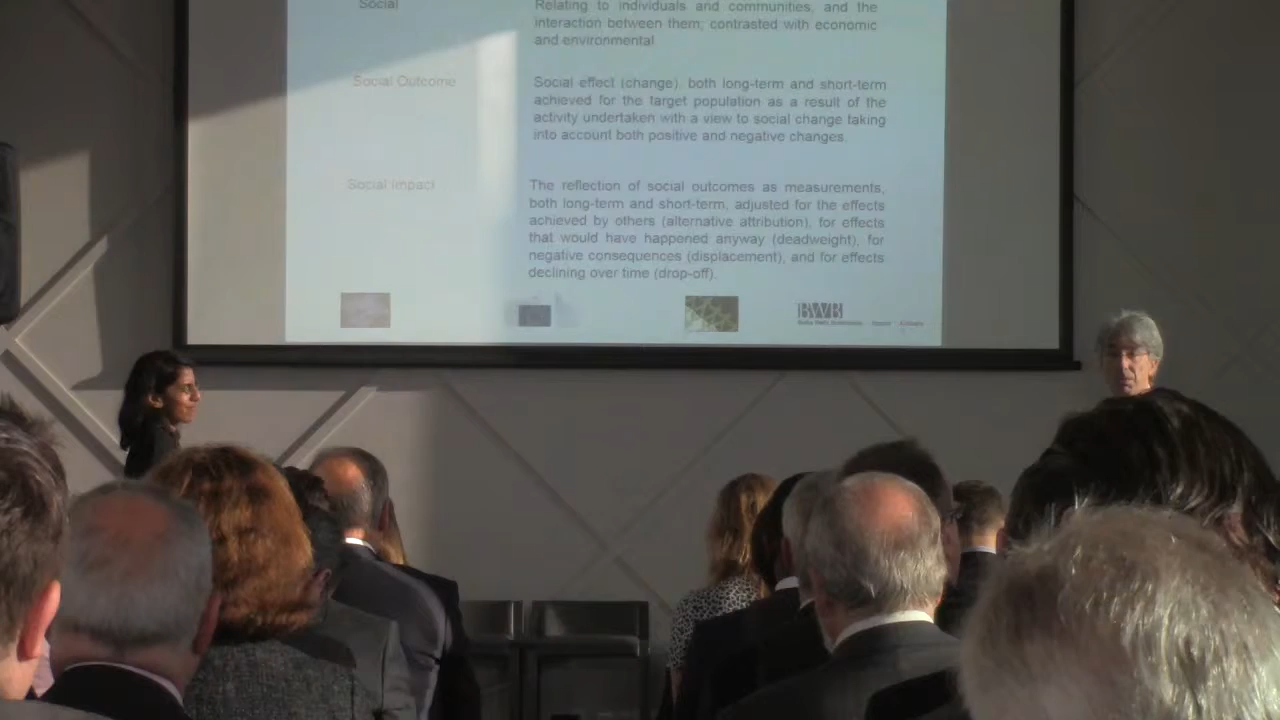 Social
Relating to individuals and communities, and the
interaction between them; contrasted with economic
and environmental
Social Outcome
Social effect (change), both long-term and short-term
achieved for the target population as a result of the
activity undertaken with a view to social change taking
into account both positive and negative changes.
Social Impact
The reflection of social outcomes as measurements,
both long-term and short-term, adjusted for the effects
achieved by others (alternative attribution), for effects
that would have happened anyway (deadweight), for
negative consequences (displacement), and for effects
declining over time (drop-off).
BWB